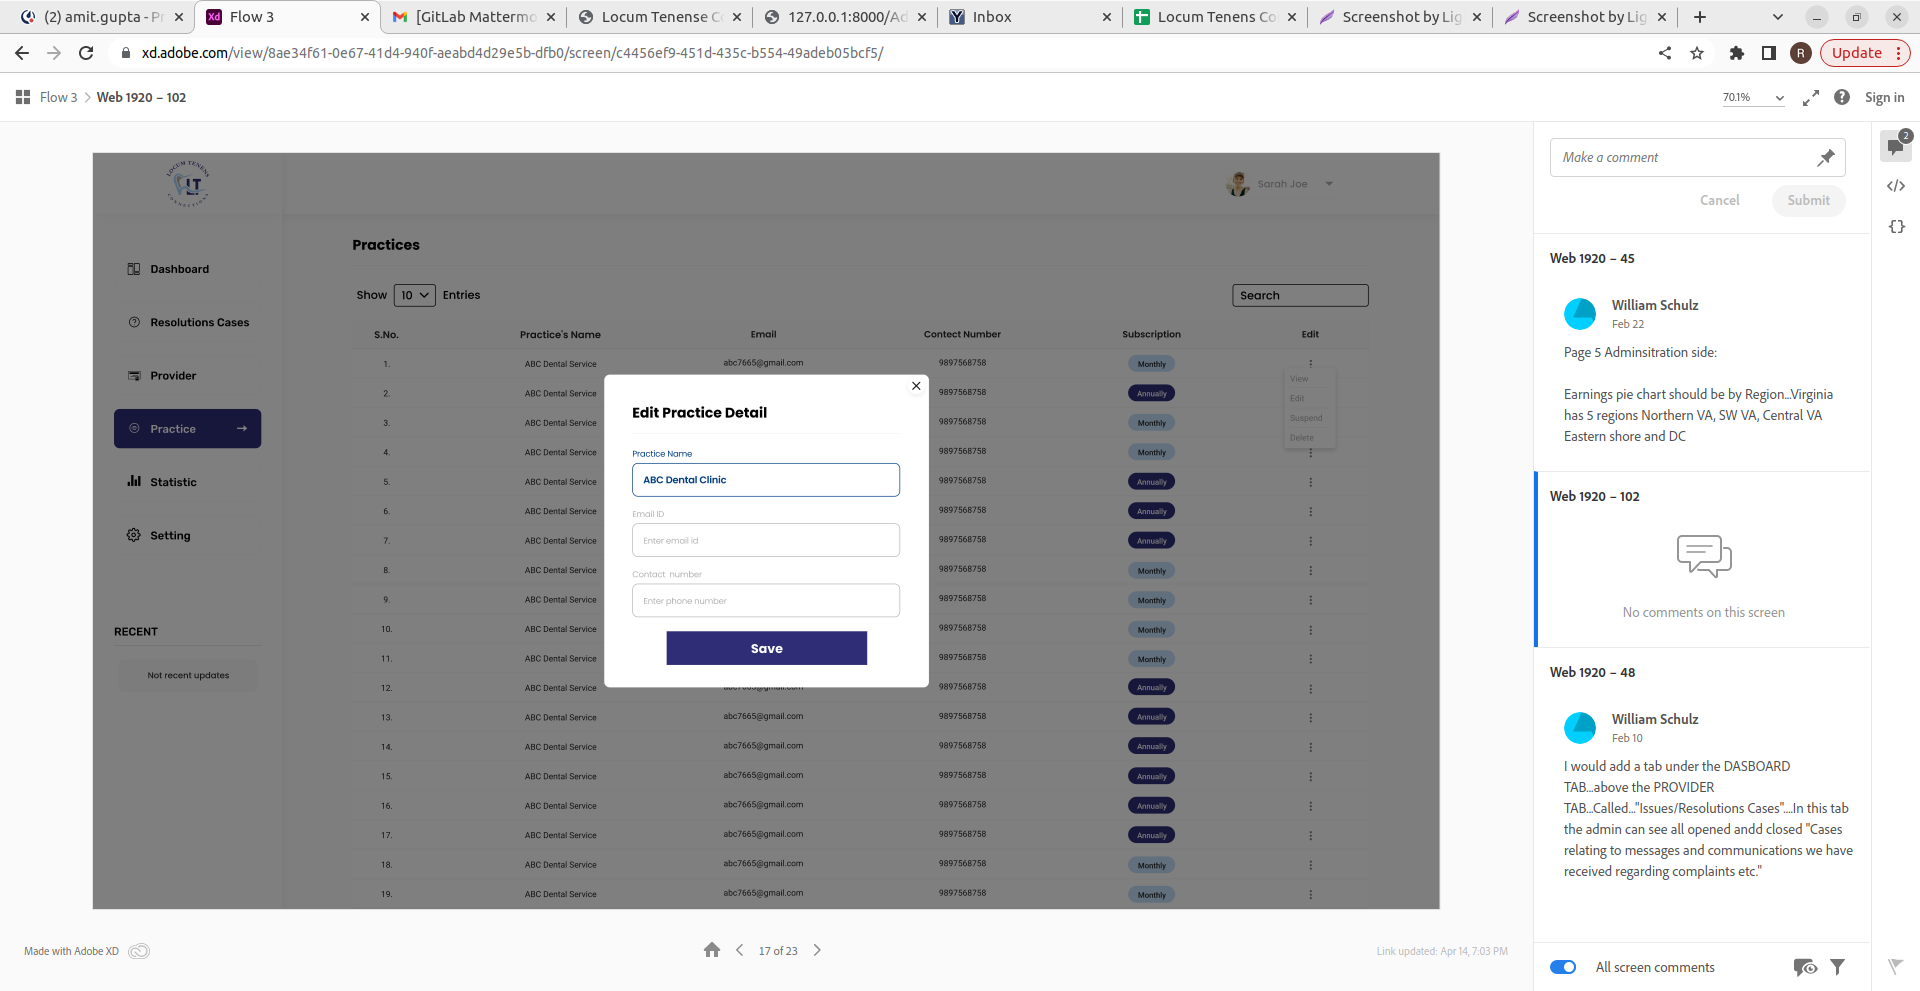 (2) amit.gupta - Pr
Flow 3
[GitLab Mattermo
Locum Tenense Co
127.0.0.1:8000/Ad
Inbox
Locum Tenens Co
Screenshot by Lig
Screenshot by Lig
xd.adobe.com/view/8ae34f61-0e67-41d4-940f-aeabd4d29e5b-dfb0/screen/c4456ef9-451d-435c-b554-49adeb05bcf5/
R
Update
Flow 3 > Web 1920 – 102
70.1%
Sign in
LOCUM TENENS
LT
CONNECTIONS
Sarah Joe
Dashboard
Resolutions Cases
Provider
Practice
Statistic
Setting
RECENT
Not recent updates
Practices
Show 10 Entries
Search
S.No. Practice's Name Email Contect Number Subscription Edit
1. ABC Dental Service abc7665@gmail.com 9897568758 Monthly
2. ABC Dental Service 9897568758 Annually
3. ABC Dental Service 9897568758 Monthly
4. ABC Dental Service 9897568758 Monthly
5. ABC Dental Service 9897568758 Annually
6. ABC Dental Service 9897568758 Annually
7. ABC Dental Service 9897568758 Annually
8. ABC Dental Service 9897568758 Monthly
9. ABC Dental Service 9897568758 Monthly
10. ABC Dental Service 9897568758 Monthly
11. ABC Dental Service 9897568758 Monthly
12. ABC Dental Service abc7665@gmail.com 9897568758 Annually
13. ABC Dental Service abc7665@gmail.com 9897568758 Annually
14. ABC Dental Service abc7665@gmail.com 9897568758 Annually
15. ABC Dental Service abc7665@gmail.com 9897568758 Annually
16. ABC Dental Service abc7665@gmail.com 9897568758 Annually
17. ABC Dental Service abc7665@gmail.com 9897568758 Annually
18. ABC Dental Service abc7665@gmail.com 9897568758 Monthly
19. ABC Dental Service abc7665@gmail.com 9897568758 Monthly
View
Edit
Suspend
Delete
Edit Practice Detail
Practice Name
ABC Dental Clinic
Email ID
Enter email id
Contact number
Enter phone number
Save
Made with Adobe XD
17 of 23
Link updated: Apr 14, 7:03 PM
Make a comment
Cancel
Submit
2
Web 1920 – 45
William Schulz
Feb 22
Page 5 Adminsitration side:
Earnings pie chart should be by Region...Virginia
has 5 regions Northern VA, SW VA, Central VA
Eastern shore and DC
Web 1920 – 102
No comments on this screen
Web 1920 – 48
William Schulz
Feb 10
I would add a tab under the DASBOARD
TAB...above the PROVIDER
TAB...Called..."Issues/Resolutions Cases"....In this tab
the admin can see all opened andd closed "Cases
relating to messages and communications we have
received regarding complaints etc."
All screen comments